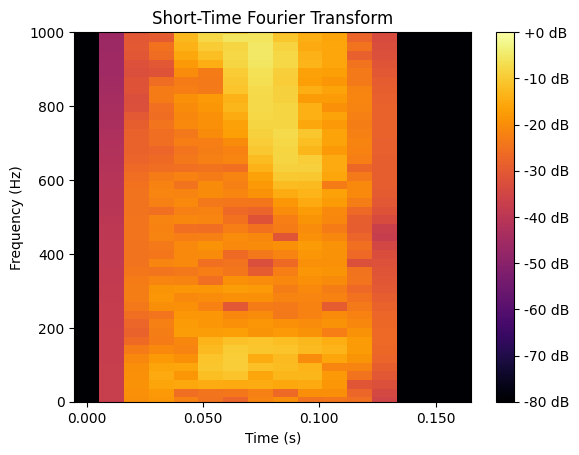 Short-Time Fourier Transform
1000
800
600
400
200
0
Frequency (Hz)
0.000
0.050
0.100
0.150
Time (s)
+0 dB
-10 dB
-20 dB
-30 dB
-40 dB
-50 dB
-60 dB
-70 dB
-80 dB